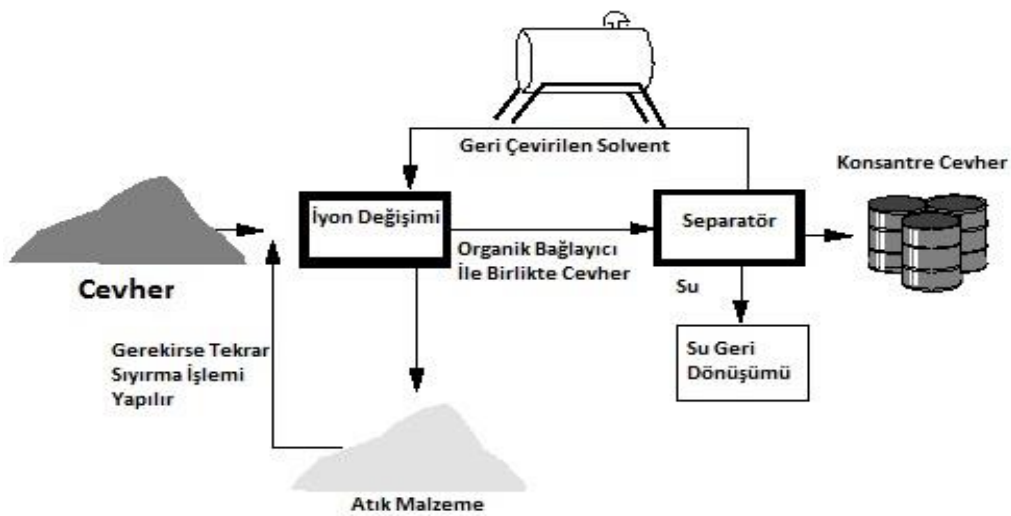 Geri Çevirilen Solvent
Konsantre Cevher
İyon Değişimi
Separatör
Organik Bağlayıcı
İle Birlikte Cevher
Cevher
Su
Gerekirse Tekrar
Sıyırma İşlemi
Yapılır
Su Geri
Dönüşümü
Atık Malzeme